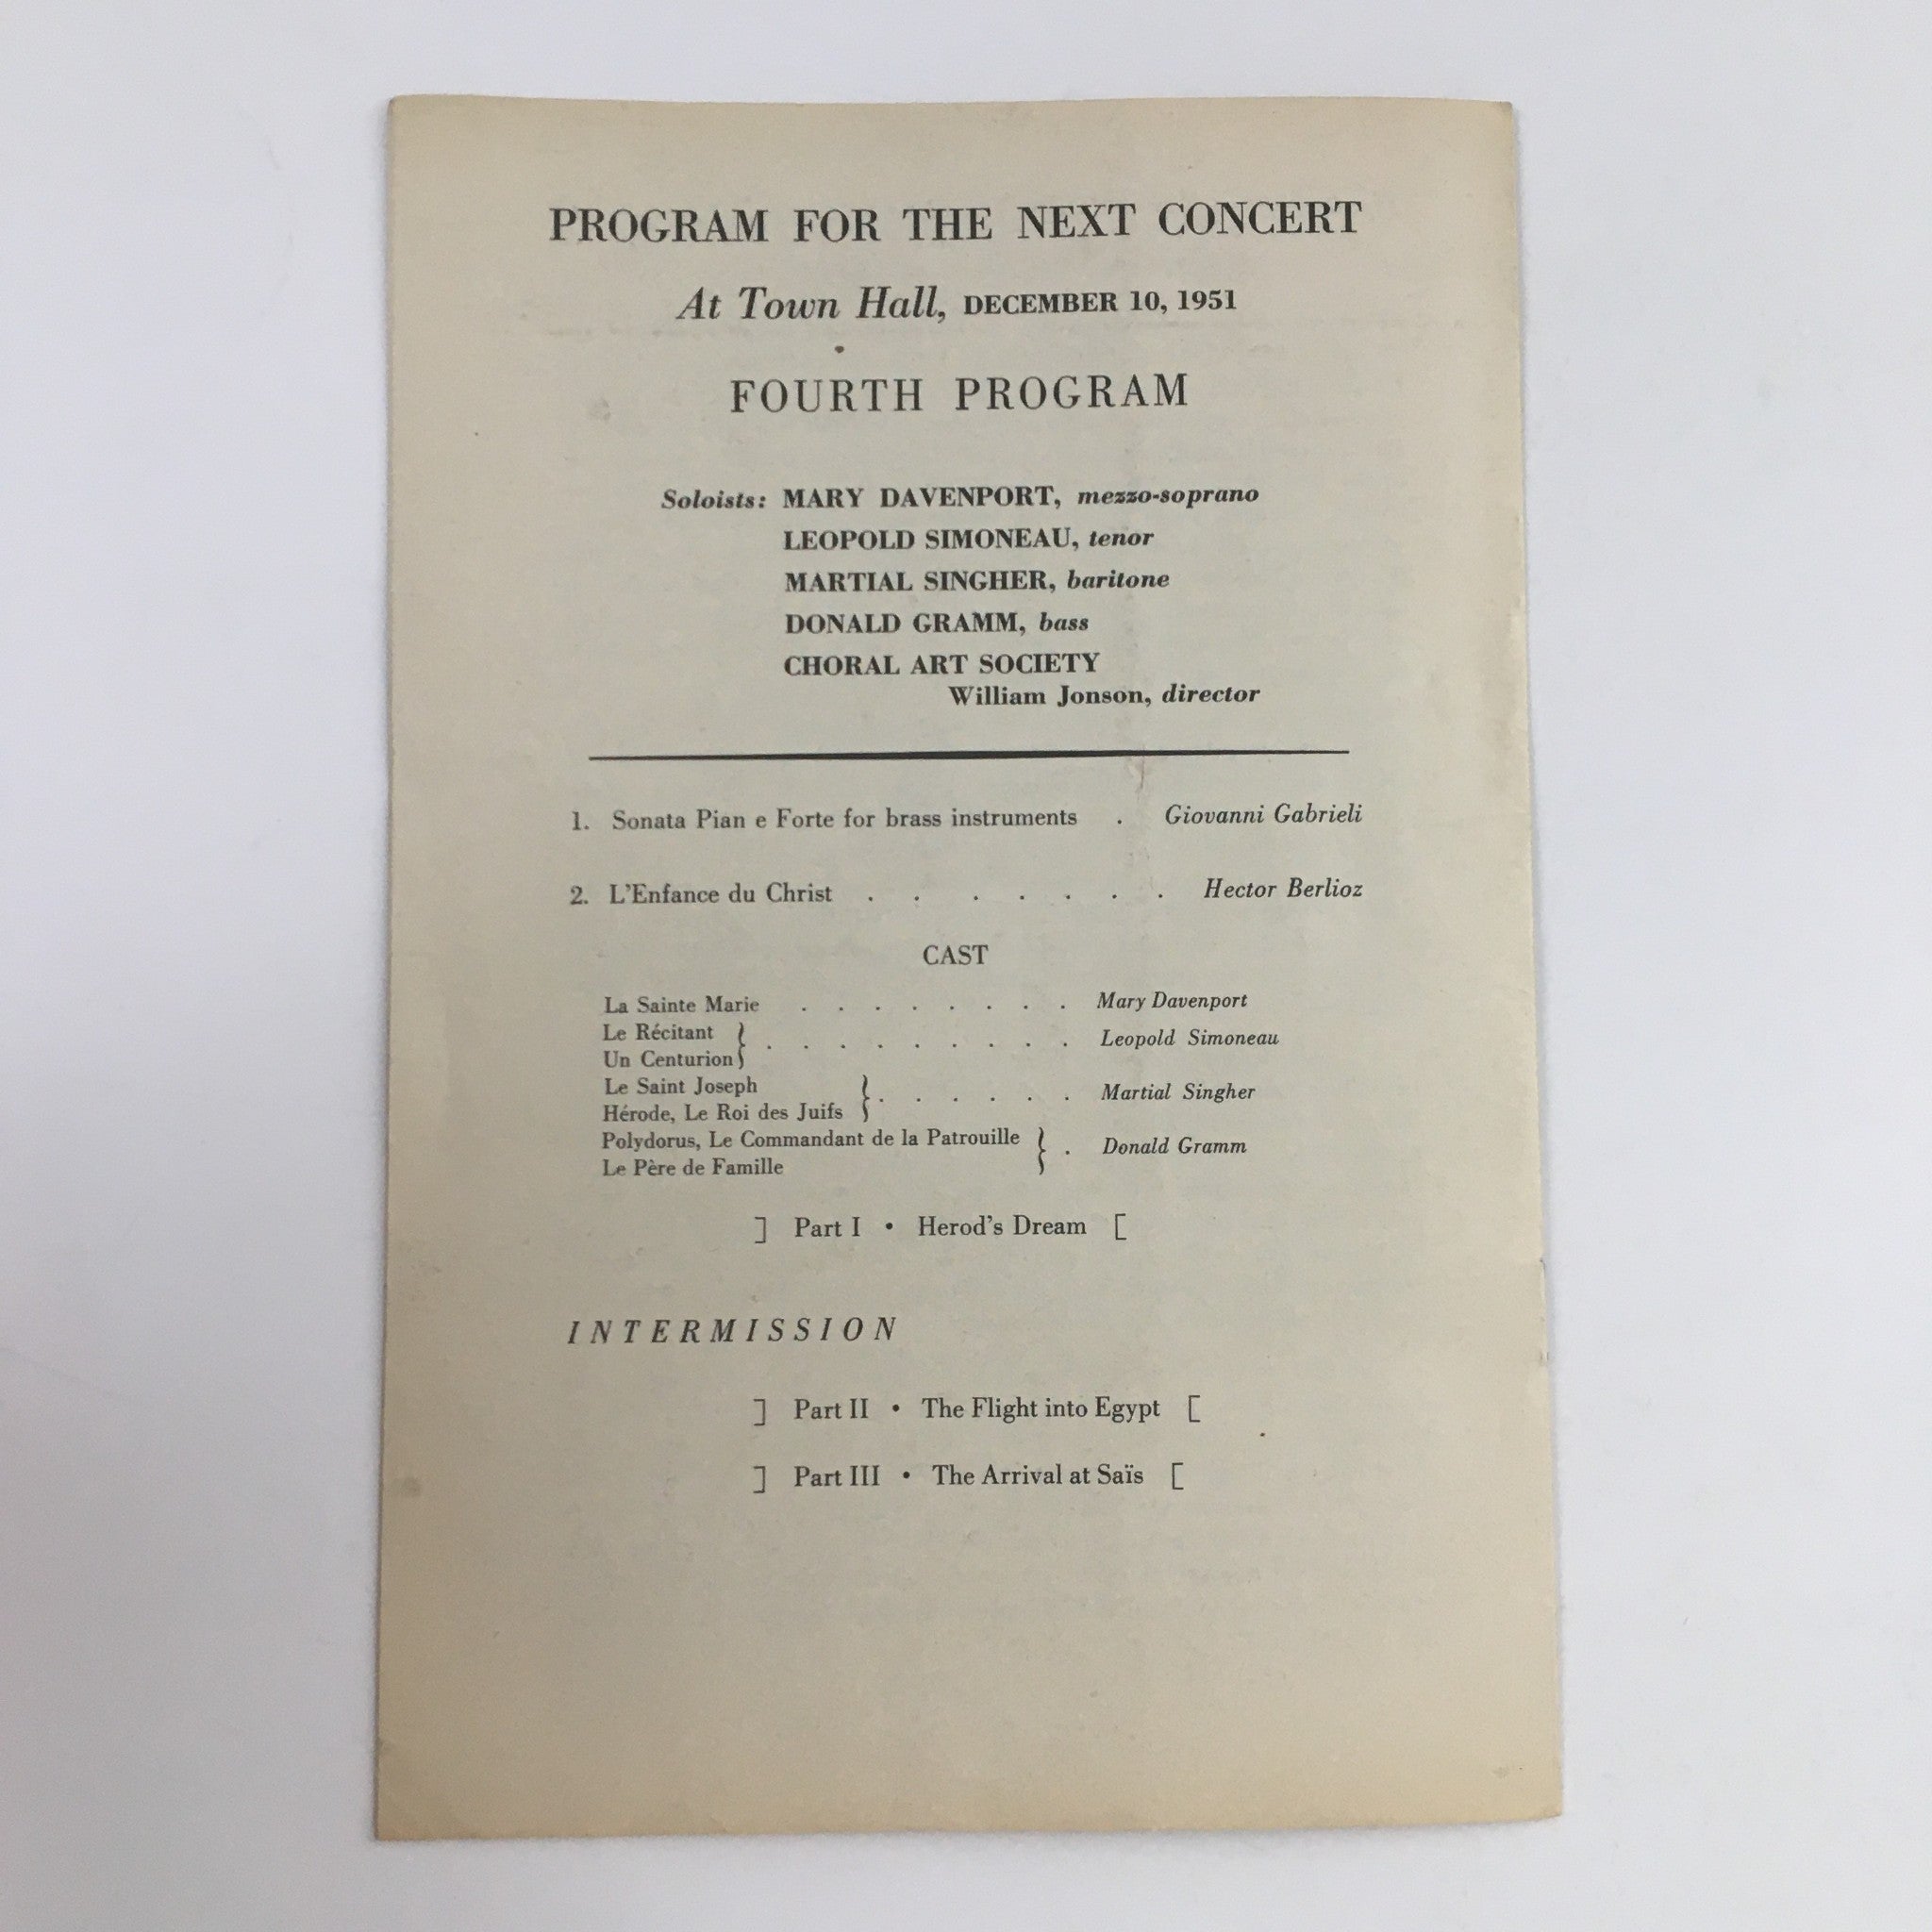 PROGRAM FOR THE NEXT CONCERT
At Town Hall, DECEMBER 10, 1951
FOURTH PROGRAM
Soloists: MARY DAVENPORT, mezzo-soprano
LEOPOLD SIMONEAU, tenor
MARTIAL SINGHER, baritone
DONALD GRAMM, bass
CHORAL ART SOCIETY
William Jonson, director
1. Sonata Pian e Forte for brass instruments . Giovanni Gabrieli
2. L'Enfance du Christ . . . . . . . Hector Berlioz
CAST
La Sainte Marie . . . . . . . . Mary Davenport
Le Récitant
Un Centurion } . . . . . . . . . Leopold Simoneau
Le Saint Joseph
Hérode, Le Roi des Juifs } . . . . . . Martial Singher
Polydorus, Le Commandant de la Patrouille
Le Père de Famille } . Donald Gramm
] Part I • Herod's Dream [
INTERMISSION
] Part II • The Flight into Egypt [
] Part III • The Arrival at Saïs [